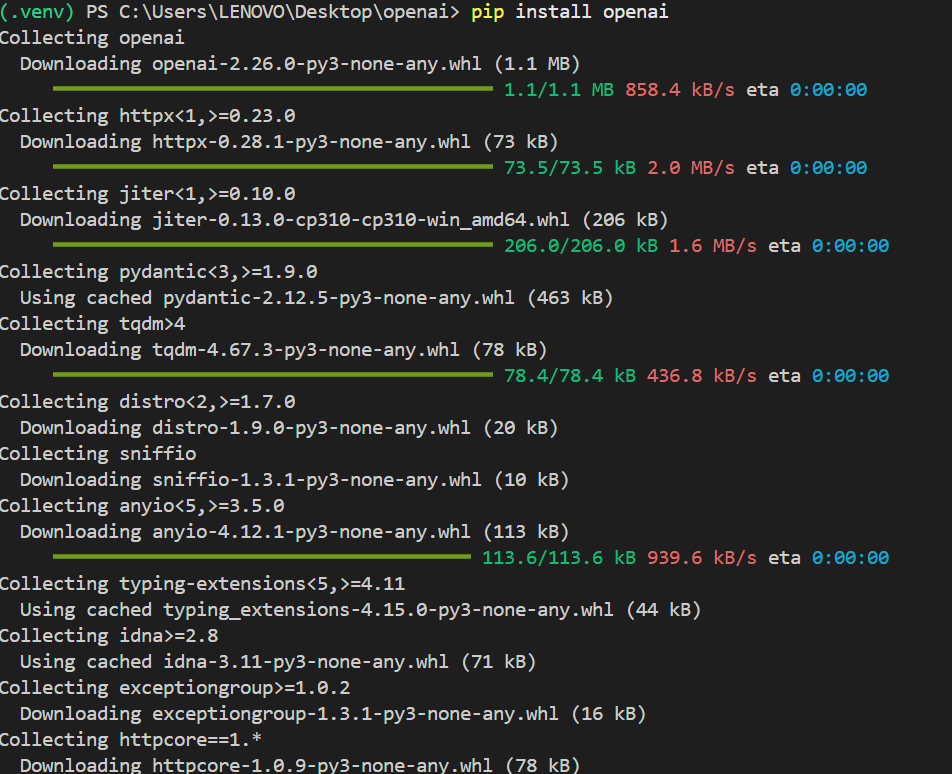 (.venv) PS C:\Users\LENOVO\Desktop\openai> pip install openai
Collecting openai
  Downloading openai-2.26.0-py3-none-any.whl (1.1 MB)
1.1/1.1 MB 858.4 kB/s eta 0:00:00
Collecting httpx<1,>=0.23.0
  Downloading httpx-0.28.1-py3-none-any.whl (73 kB)
73.5/73.5 kB 2.0 MB/s eta 0:00:00
Collecting jiter<1,>=0.10.0
  Downloading jiter-0.13.0-cp310-cp310-win_amd64.whl (206 kB)
206.0/206.0 kB 1.6 MB/s eta 0:00:00
Collecting pydantic<3,>=1.9.0
  Using cached pydantic-2.12.5-py3-none-any.whl (463 kB)
Collecting tqdm>4
  Downloading tqdm-4.67.3-py3-none-any.whl (78 kB)
78.4/78.4 kB 436.8 kB/s eta 0:00:00
Collecting distro<2,>=1.7.0
  Downloading distro-1.9.0-py3-none-any.whl (20 kB)
Collecting sniffio
  Downloading sniffio-1.3.1-py3-none-any.whl (10 kB)
Collecting anyio<5,>=3.5.0
  Downloading anyio-4.12.1-py3-none-any.whl (113 kB)
113.6/113.6 kB 939.6 kB/s eta 0:00:00
Collecting typing-extensions<5,>=4.11
  Using cached typing_extensions-4.15.0-py3-none-any.whl (44 kB)
Collecting idna>=2.8
  Using cached idna-3.11-py3-none-any.whl (71 kB)
Collecting exceptiongroup>=1.0.2
  Downloading exceptiongroup-1.3.1-py3-none-any.whl (16 kB)
Collecting httpcore==1.*
  Downloading httpcore-1.0.9-py3-none-any.whl (78 kB)